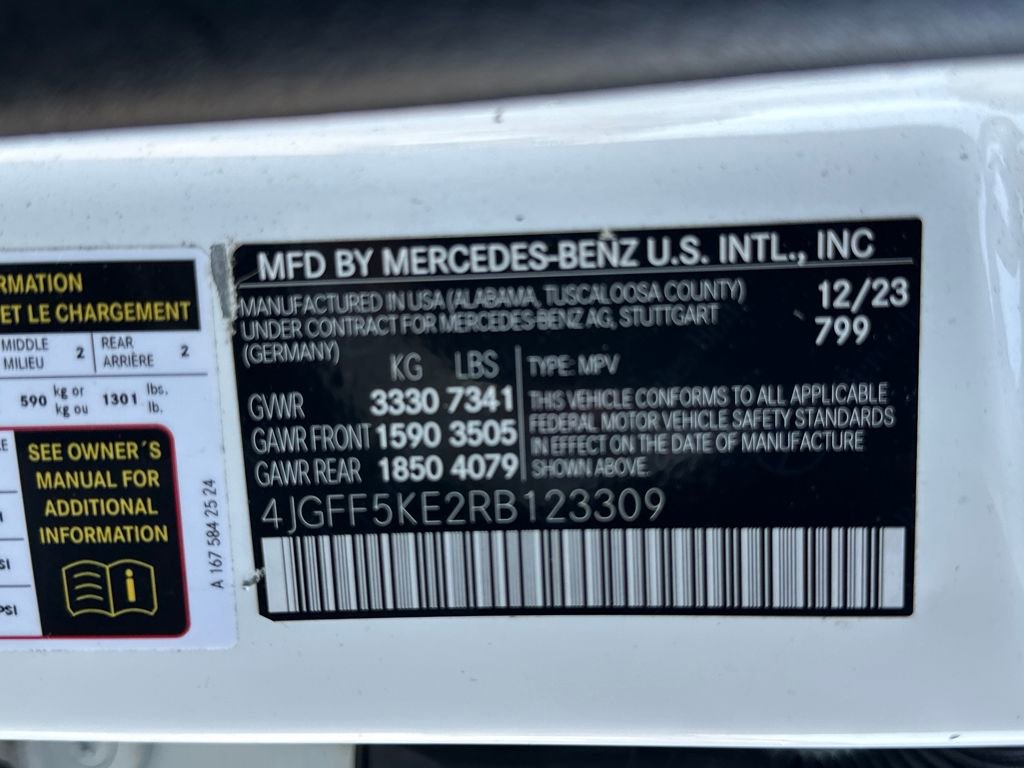 RMATION
ET LE CHARGEMENT
MIDDLE MILIEU 2 REAR ARRIÈRE 2
590 kg or kg ou 1301 lbs. lb.
SEE OWNER´S
MANUAL FOR
ADDITIONAL
INFORMATION
i
PSI
A 167 584 25 24
MFD BY MERCEDES-BENZ U.S. INTL., INC
MANUFACTURED IN USA (ALABAMA, TUSCALOOSA COUNTY) 12/23
UNDER CONTRACT FOR MERCEDES-BENZ AG, STUTTGART 799
(GERMANY)
KG LBS
GVWR 3330 7341
GAWR FRONT 1590 3505
GAWR REAR 1850 4079
TYPE: MPV
THIS VEHICLE CONFORMS TO ALL APPLICABLE
FEDERAL MOTOR VEHICLE SAFETY STANDARDS
IN EFFECT ON THE DATE OF MANUFACTURE
SHOWN ABOVE.
4JGFF5KE2RB123309